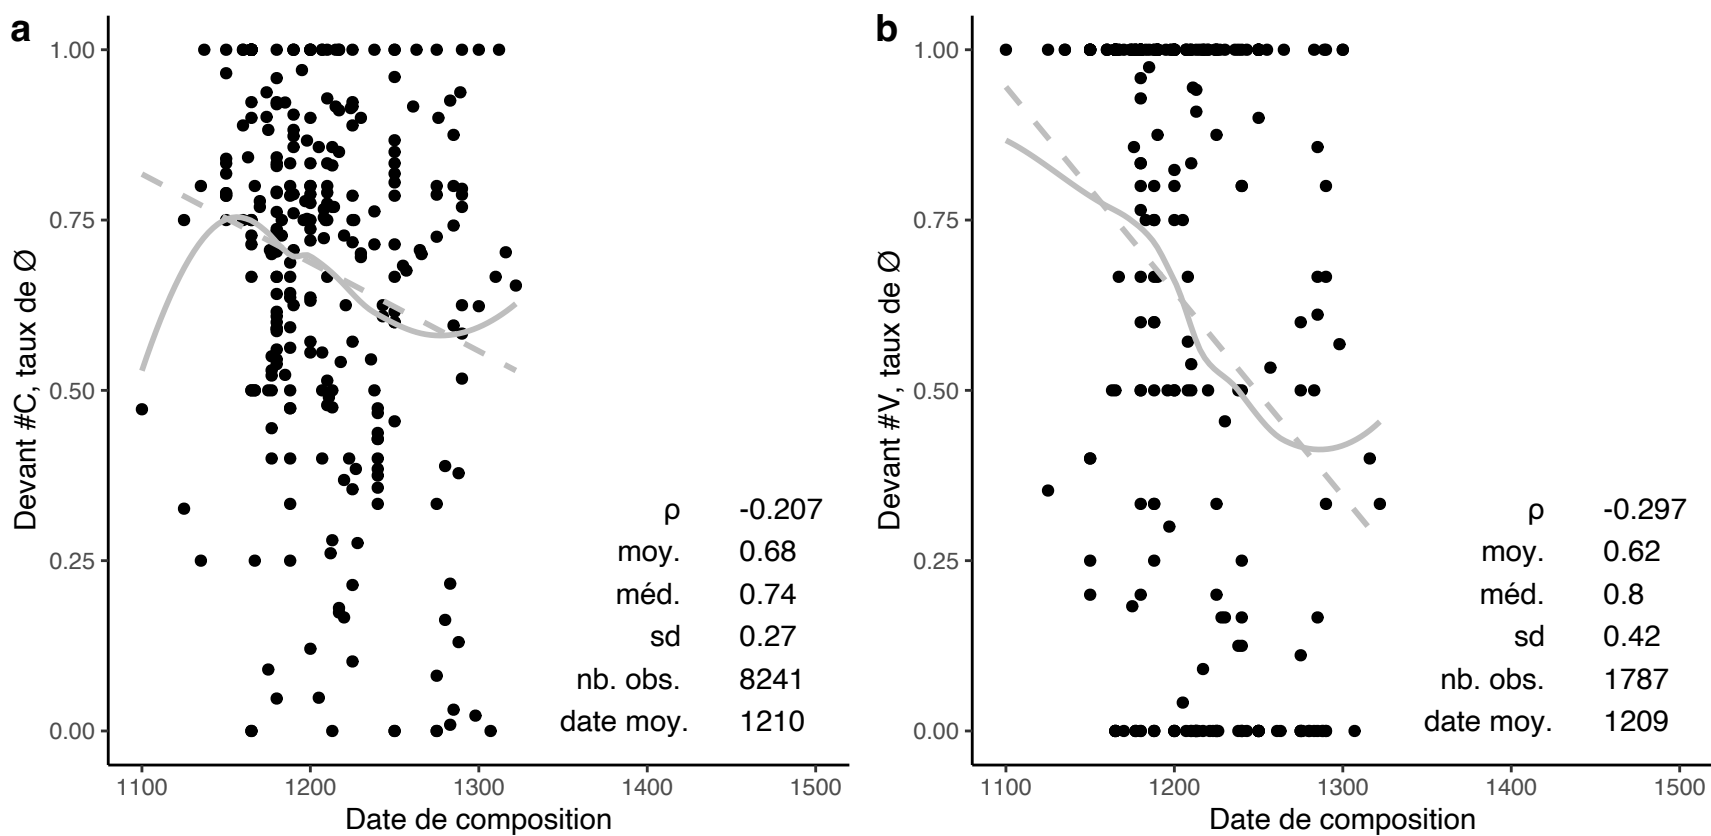 a
Devant #C, taux de Ø
1.00
0.75
0.50
0.25
0.00
ρ -0.207
moy. 0.68
méd. 0.74
sd 0.27
nb. obs. 8241
date moy. 1210
1100 1200 1300 1400 1500
Date de composition
b
Devant #V, taux de Ø
1.00
0.75
0.50
0.25
0.00
ρ -0.297
moy. 0.62
méd. 0.8
sd 0.42
nb. obs. 1787
date moy. 1209
1100 1200 1300 1400 1500
Date de composition